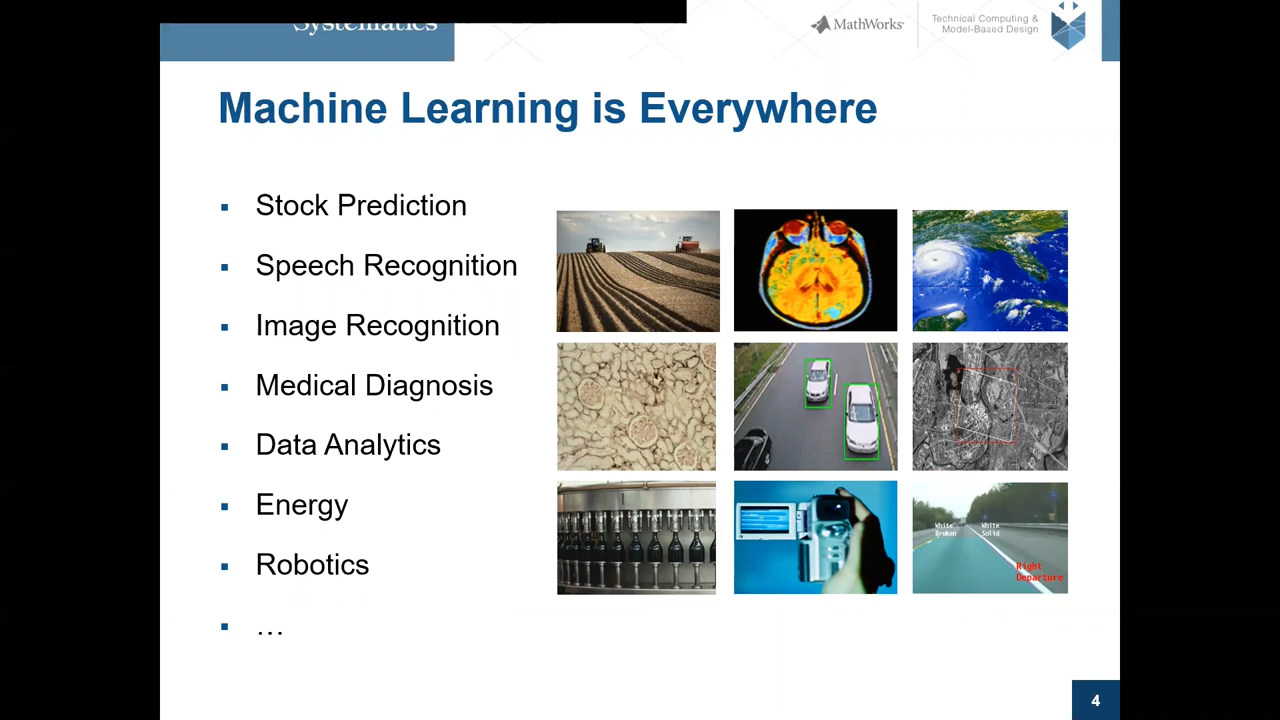 Systematics
MathWorks
Technical Computing &
Model-Based Design
Machine Learning is Everywhere
▪ Stock Prediction
▪ Speech Recognition
▪ Image Recognition
▪ Medical Diagnosis
▪ Data Analytics
▪ Energy
▪ Robotics
▪ …
White
Broken
White
Solid
Right
Departure
4